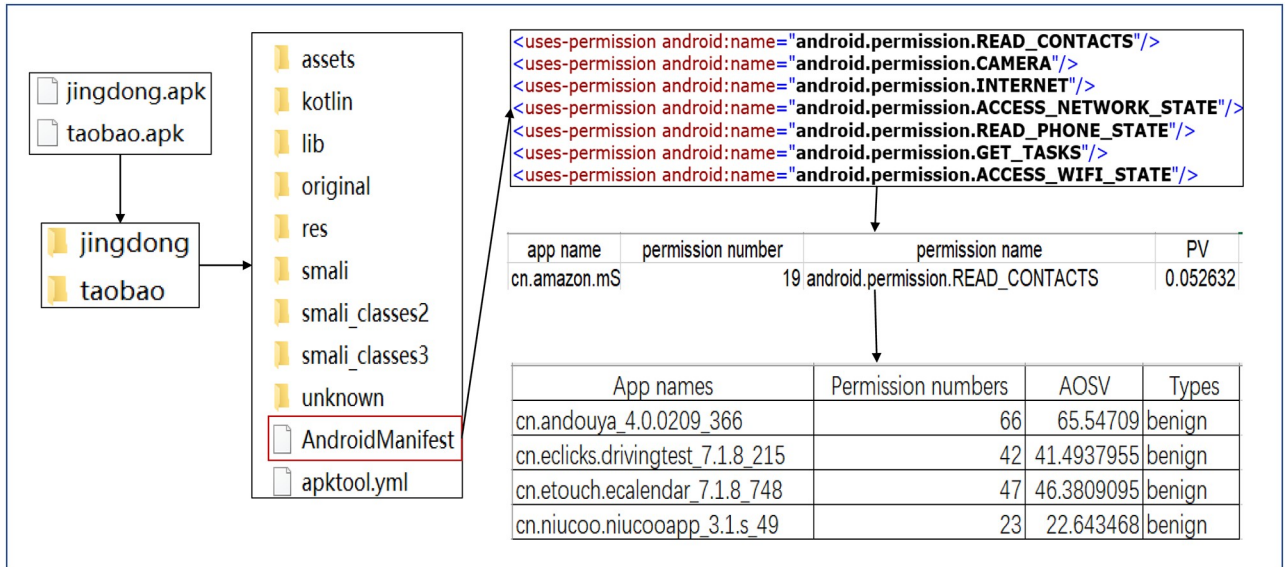 jingdong.apk
taobao.apk
jingdong
taobao
assets
kotlin
lib
original
res
smali
smali_classes2
smali_classes3
unknown
AndroidManifest
apktool.yml
<uses-permission android:name="android.permission.READ_CONTACTS"/>
<uses-permission android:name="android.permission.CAMERA"/>
<uses-permission android:name="android.permission.INTERNET"/>
<uses-permission android:name="android.permission.ACCESS_NETWORK_STATE"/>
<uses-permission android:name="android.permission.READ_PHONE_STATE"/>
<uses-permission android:name="android.permission.GET_TASKS"/>
<uses-permission android:name="android.permission.ACCESS_WIFI_STATE"/>
app name permission number permission name PV
cn.amazon.mS 19 android.permission.READ_CONTACTS 0.052632
App names Permission numbers AOSV Types
cn.andouya_4.0.0209_366 66 65.54709 benign
cn.eclicks.drivingtest_7.1.8_215 42 41.4937955 benign
cn.etouch.ecalendar_7.1.8_748 47 46.3809095 benign
cn.niucoo.niucooapp_3.1.s_49 23 22.643468 benign